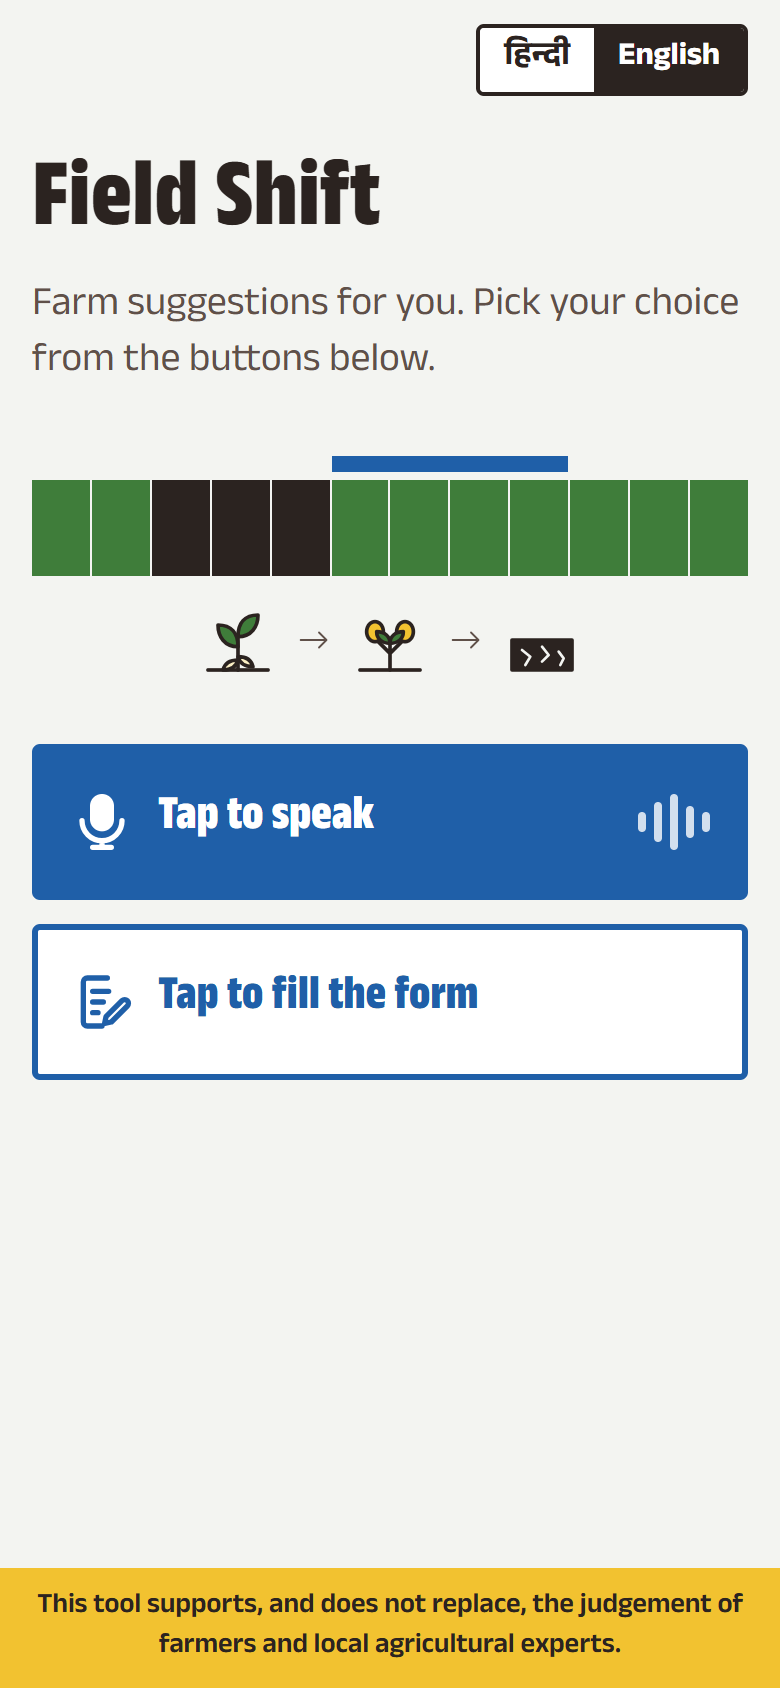 हिन्दी English
Field Shift
Farm suggestions for you. Pick your choice
from the buttons below.
Tap to speak
Tap to fill the form
This tool supports, and does not replace, the judgement of
farmers and local agricultural experts.